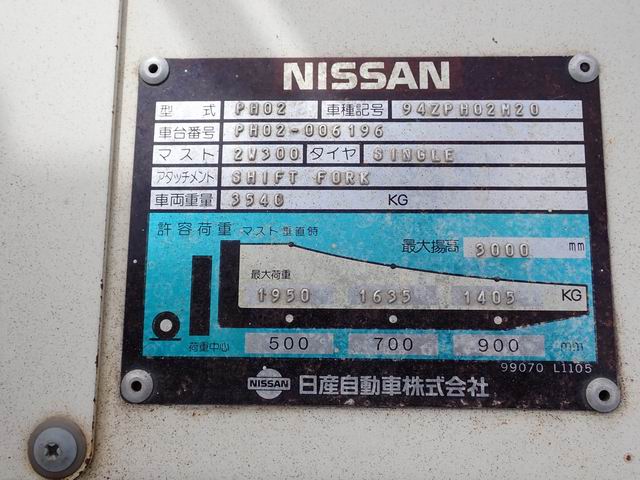 NISSAN
型式 PH02 車種記号 94ZPH02M20
車台番号 PH02-006196
マスト 2W300 タイヤ SINGLE
アタッチメント SHIFT FORK
車両重量 3540 KG
許容荷重 マスト垂直時
最大揚高 3000 mm
最大荷重
1950 1635 1405 KG
荷重中心 500 700 900 mm
99070 L1105
NISSAN 日産自動車株式会社